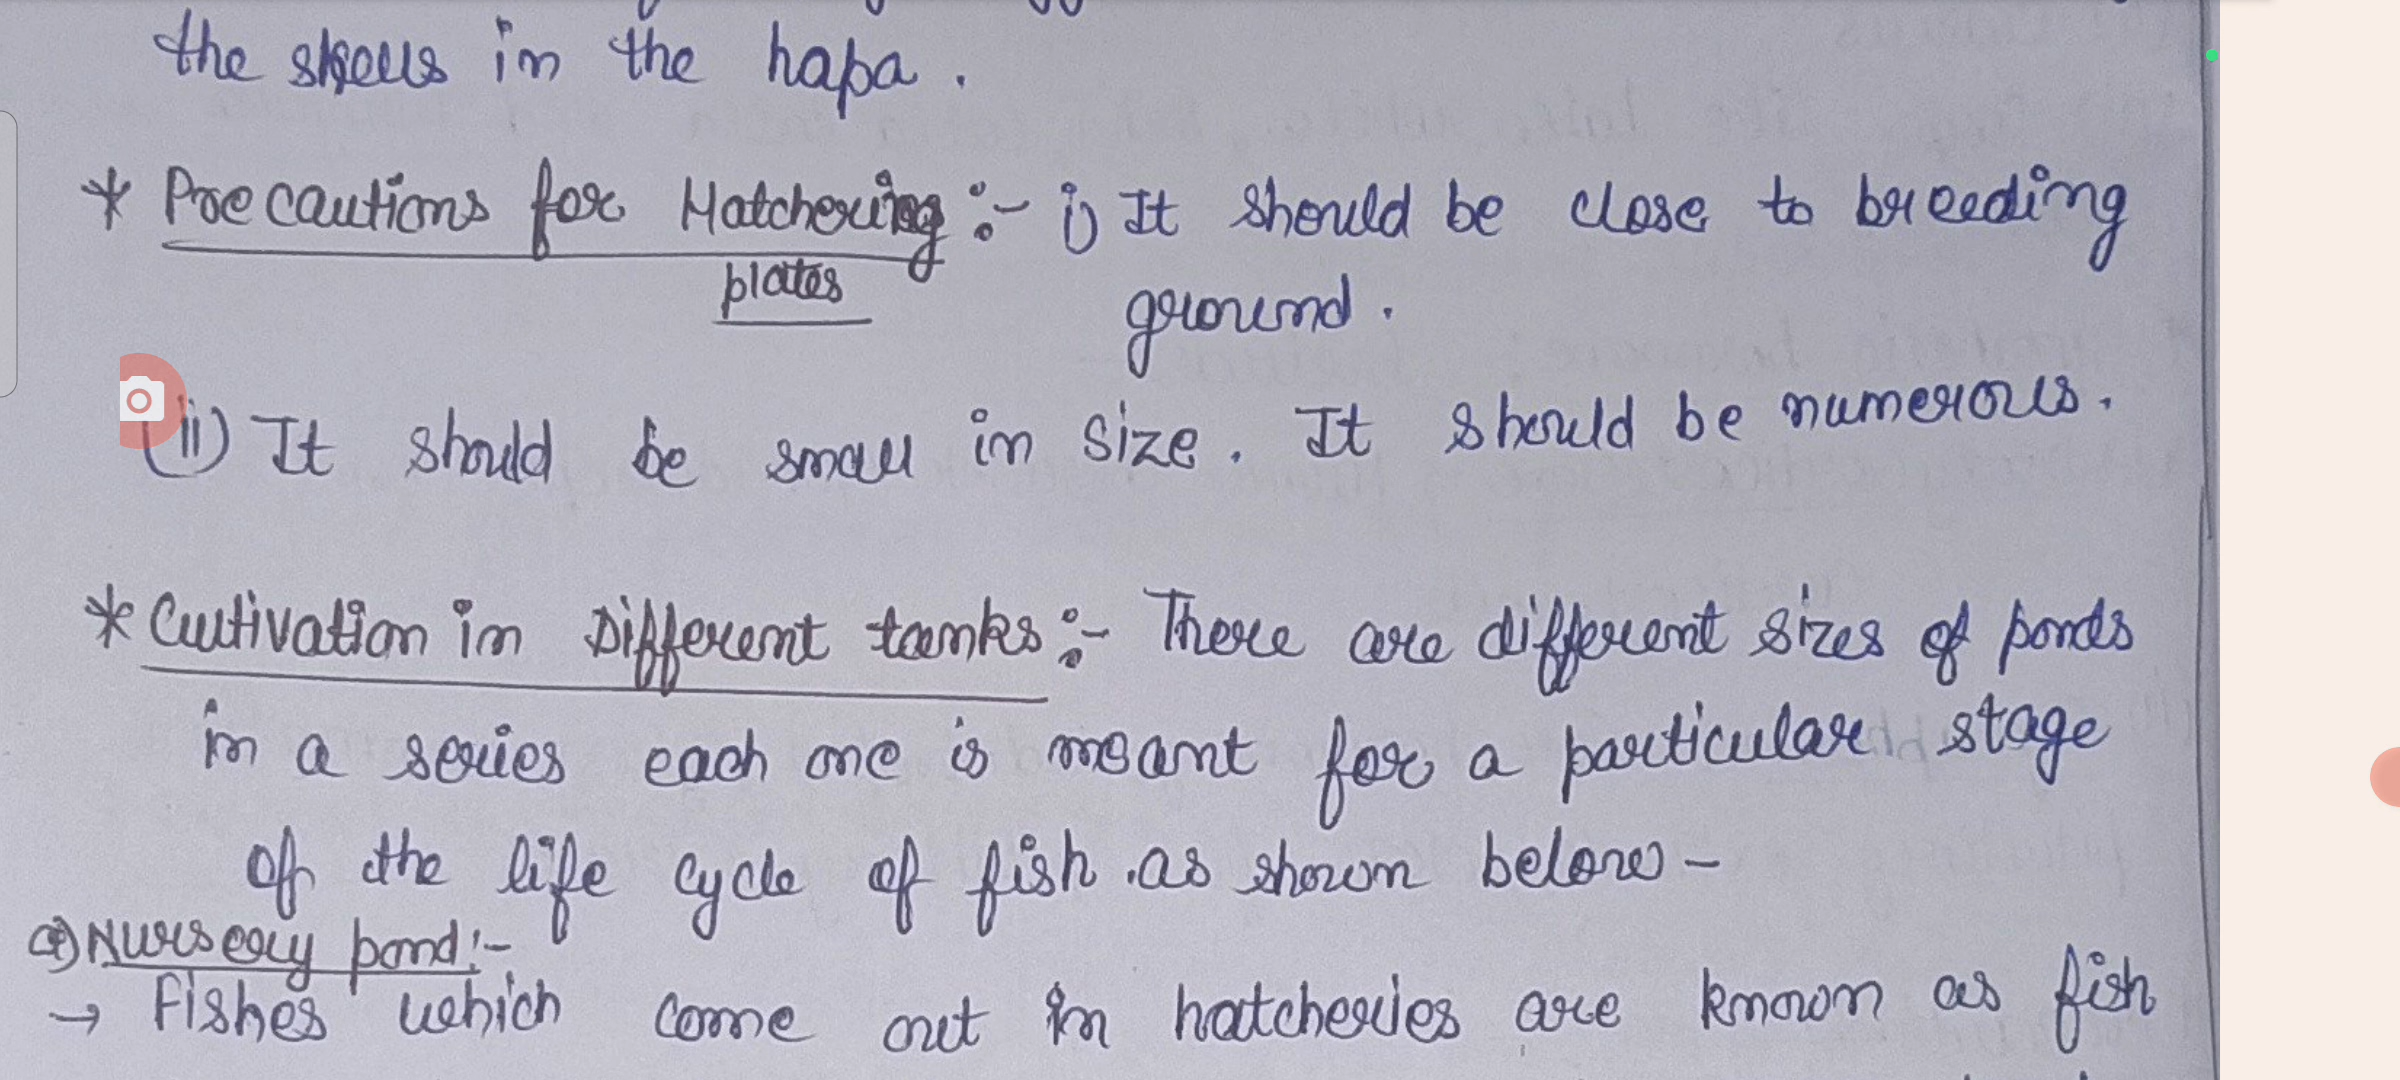 the shells in the hapa.
* Precautions for Hatchering :- i) It should be close to breeding
plates
ground.
(ii) It should be small in size. It should be numerous.
* Cultivation in Different tanks :- There are different sizes of ponds
in a series each one is meant for a particular stage
of the life cycle of fish .as shown below -
a) Nursery pond :-
→ Fishes which come out in hatcheries are known as fish